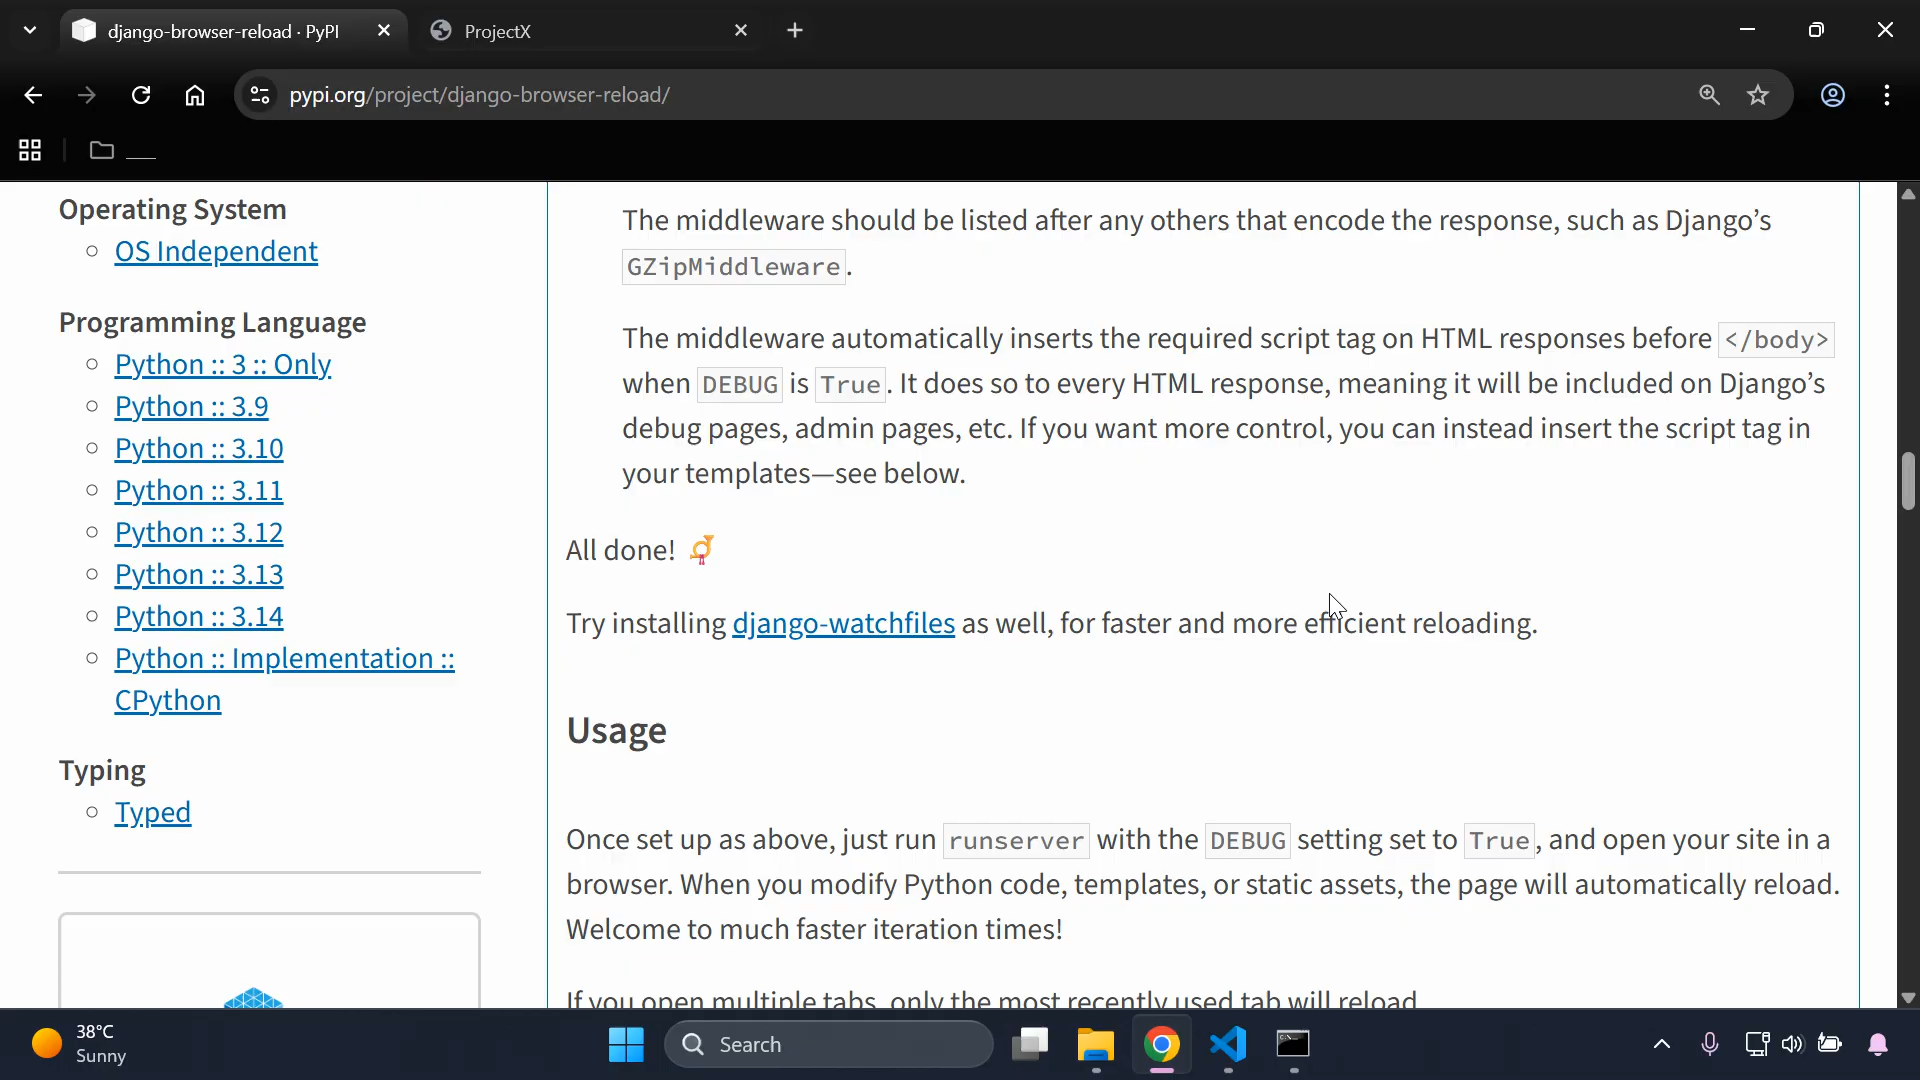 django-browser-reload · PyPI
ProjectX
pypi.org/project/django-browser-reload/
Operating System
OS Independent
Programming Language
Python :: 3 :: Only
Python :: 3.9
Python :: 3.10
Python :: 3.11
Python :: 3.12
Python :: 3.13
Python :: 3.14
Python :: Implementation ::
CPython
Typing
Typed
The middleware should be listed after any others that encode the response, such as Django’s
GZipMiddleware.
The middleware automatically inserts the required script tag on HTML responses before </body>
when DEBUG is True. It does so to every HTML response, meaning it will be included on Django’s
debug pages, admin pages, etc. If you want more control, you can instead insert the script tag in
your templates—see below.
All done! 📯
Try installing django-watchfiles as well, for faster and more efficient reloading.
Usage
Once set up as above, just run runserver with the DEBUG setting set to True, and open your site in a
browser. When you modify Python code, templates, or static assets, the page will automatically reload.
Welcome to much faster iteration times!
If you open multiple tabs, only the most recently used tab will reload.
38°C
Sunny
Search